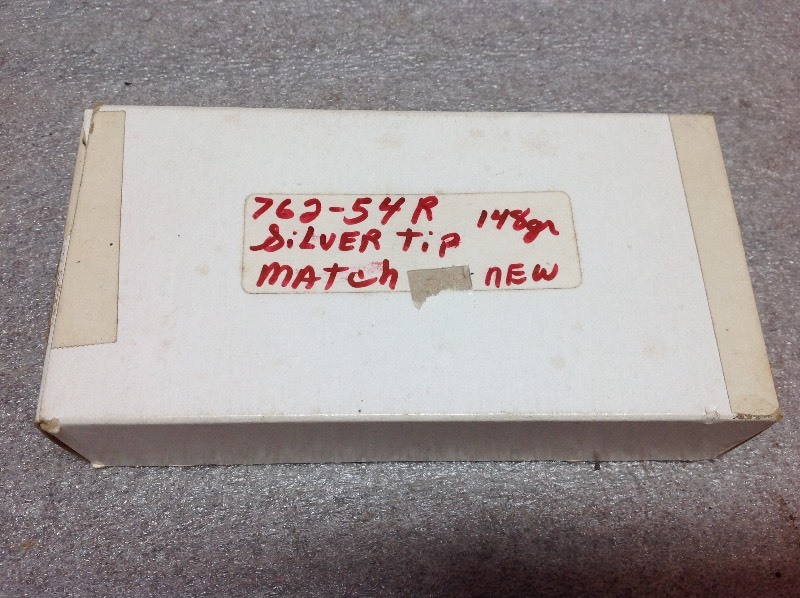 762-54R 148gr
SiLVER Tip
MATch NEW